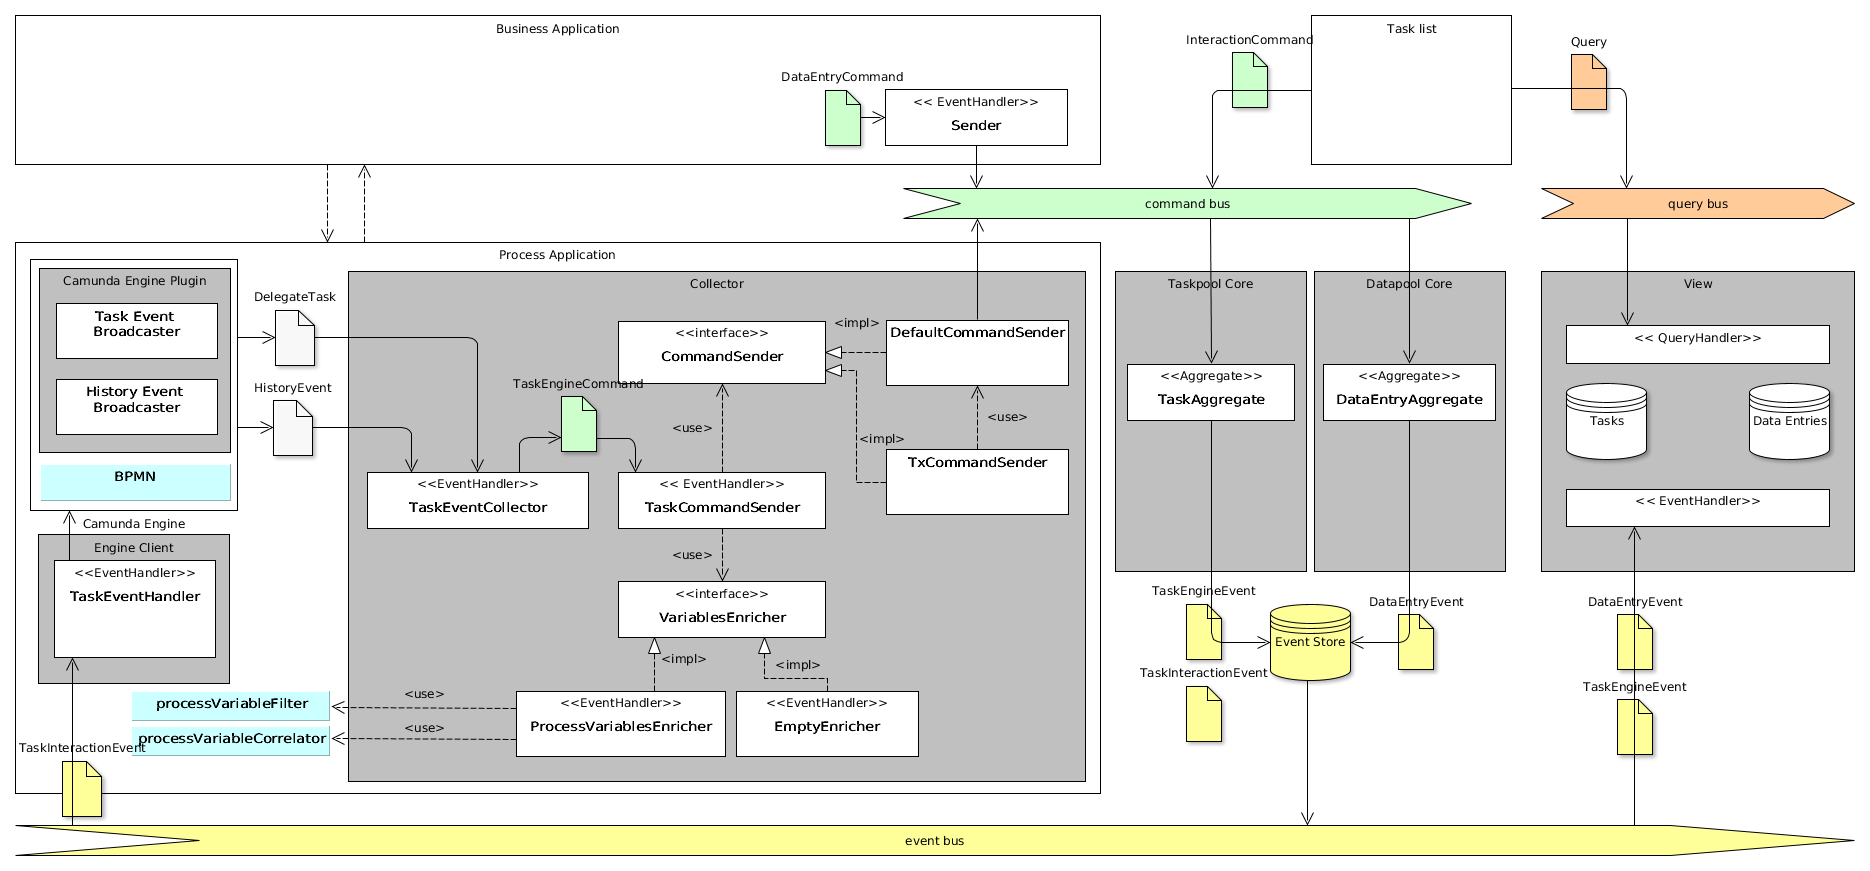 Business Application
Task list
InteractionCommand
Query
DataEntryCommand
<< EventHandler>>
Sender
command bus
query bus
Process Application
Camunda Engine Plugin
Task Event
Broadcaster
History Event
Broadcaster
BPMN
Camunda Engine
DelegateTask
HistoryEvent
Engine Client
<<EventHandler>>
TaskEventHandler
Collector
<<interface>>
CommandSender
<impl>
DefaultCommandSender
TaskEngineCommand
<use>
<impl>
<use>
TxCommandSender
<<EventHandler>>
TaskEventCollector
<< EventHandler>>
TaskCommandSender
<use>
<<interface>>
VariablesEnricher
<impl>
<impl>
<use>
<use>
<<EventHandler>>
ProcessVariablesEnricher
<<EventHandler>>
EmptyEnricher
processVariableFilter
processVariableCorrelator
TaskInteractionEvent
Taskpool Core
<<Aggregate>>
TaskAggregate
Datapool Core
<<Aggregate>>
DataEntryAggregate
View
<< QueryHandler>>
Tasks
Data Entries
<< EventHandler>>
TaskEngineEvent
Event Store
DataEntryEvent
TaskInteractionEvent
DataEntryEvent
TaskEngineEvent
event bus